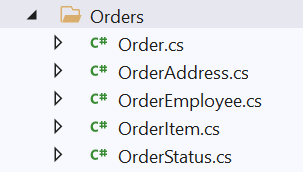 Orders
C# Order.cs
C# OrderAddress.cs
C# OrderEmployee.cs
C# OrderItem.cs
C# OrderStatus.cs